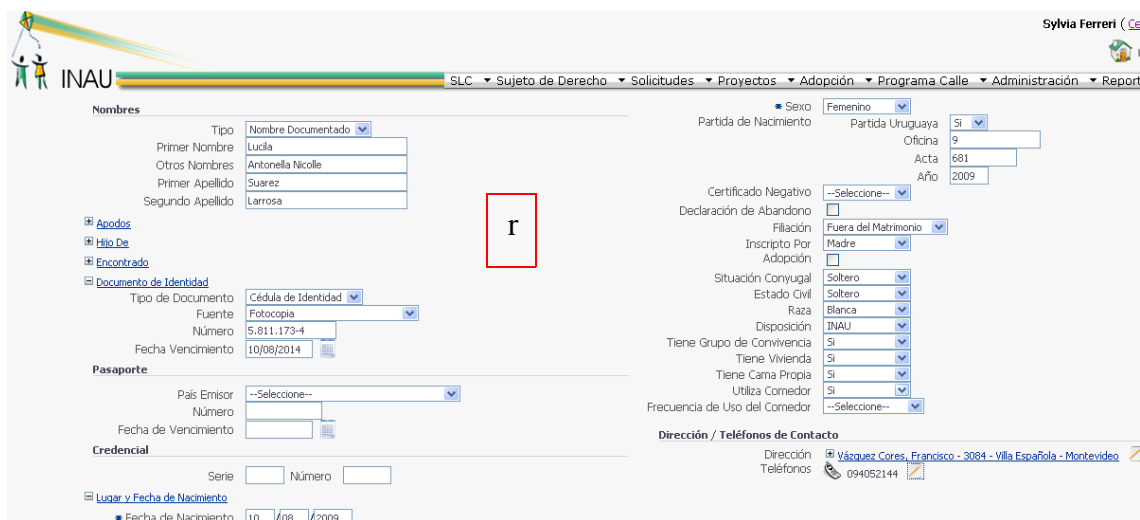 Sylvia Ferreri ( Ce
INAU
SLC Sujeto de Derecho Solicitudes Proyectos Adopción Programa Calle Administración Report
Nombres
Tipo Nombre Documentado
Primer Nombre Lucila
Otros Nombres Antonella Nicolle
Primer Apellido Suarez
Segundo Apellido Larrosa
Apodos
Hijo De
Encontrado
Documento de Identidad
Tipo de Documento Cédula de Identidad
Fuente Fotocopia
Número 5.811.173-4
Fecha Vencimiento 10/08/2014
Pasaporte
País Emisor --Seleccione--
Número
Fecha de Vencimiento
Credencial
Serie Número
Lugar y Fecha de Nacimiento
* Fecha de Nacimiento 10 /08 /2009
r
* Sexo Femenino
Partida de Nacimiento Partida Uruguaya Si
Oficina 9
Acta 681
Año 2009
Certificado Negativo --Seleccione--
Declaración de Abandono
Filiación Fuera del Matrimonio
Inscripto Por Madre
Adopción
Situación Conyugal Soltero
Estado Civil Soltero
Raza Blanca
Disposición INAU
Tiene Grupo de Convivencia Si
Tiene Vivienda Si
Tiene Cama Propia Si
Utiliza Comedor Si
Frecuencia de Uso del Comedor --Seleccione--
Dirección / Teléfonos de Contacto
Dirección Vázquez Cores, Francisco - 3084 - Villa Española - Montevideo
Teléfonos 094052144